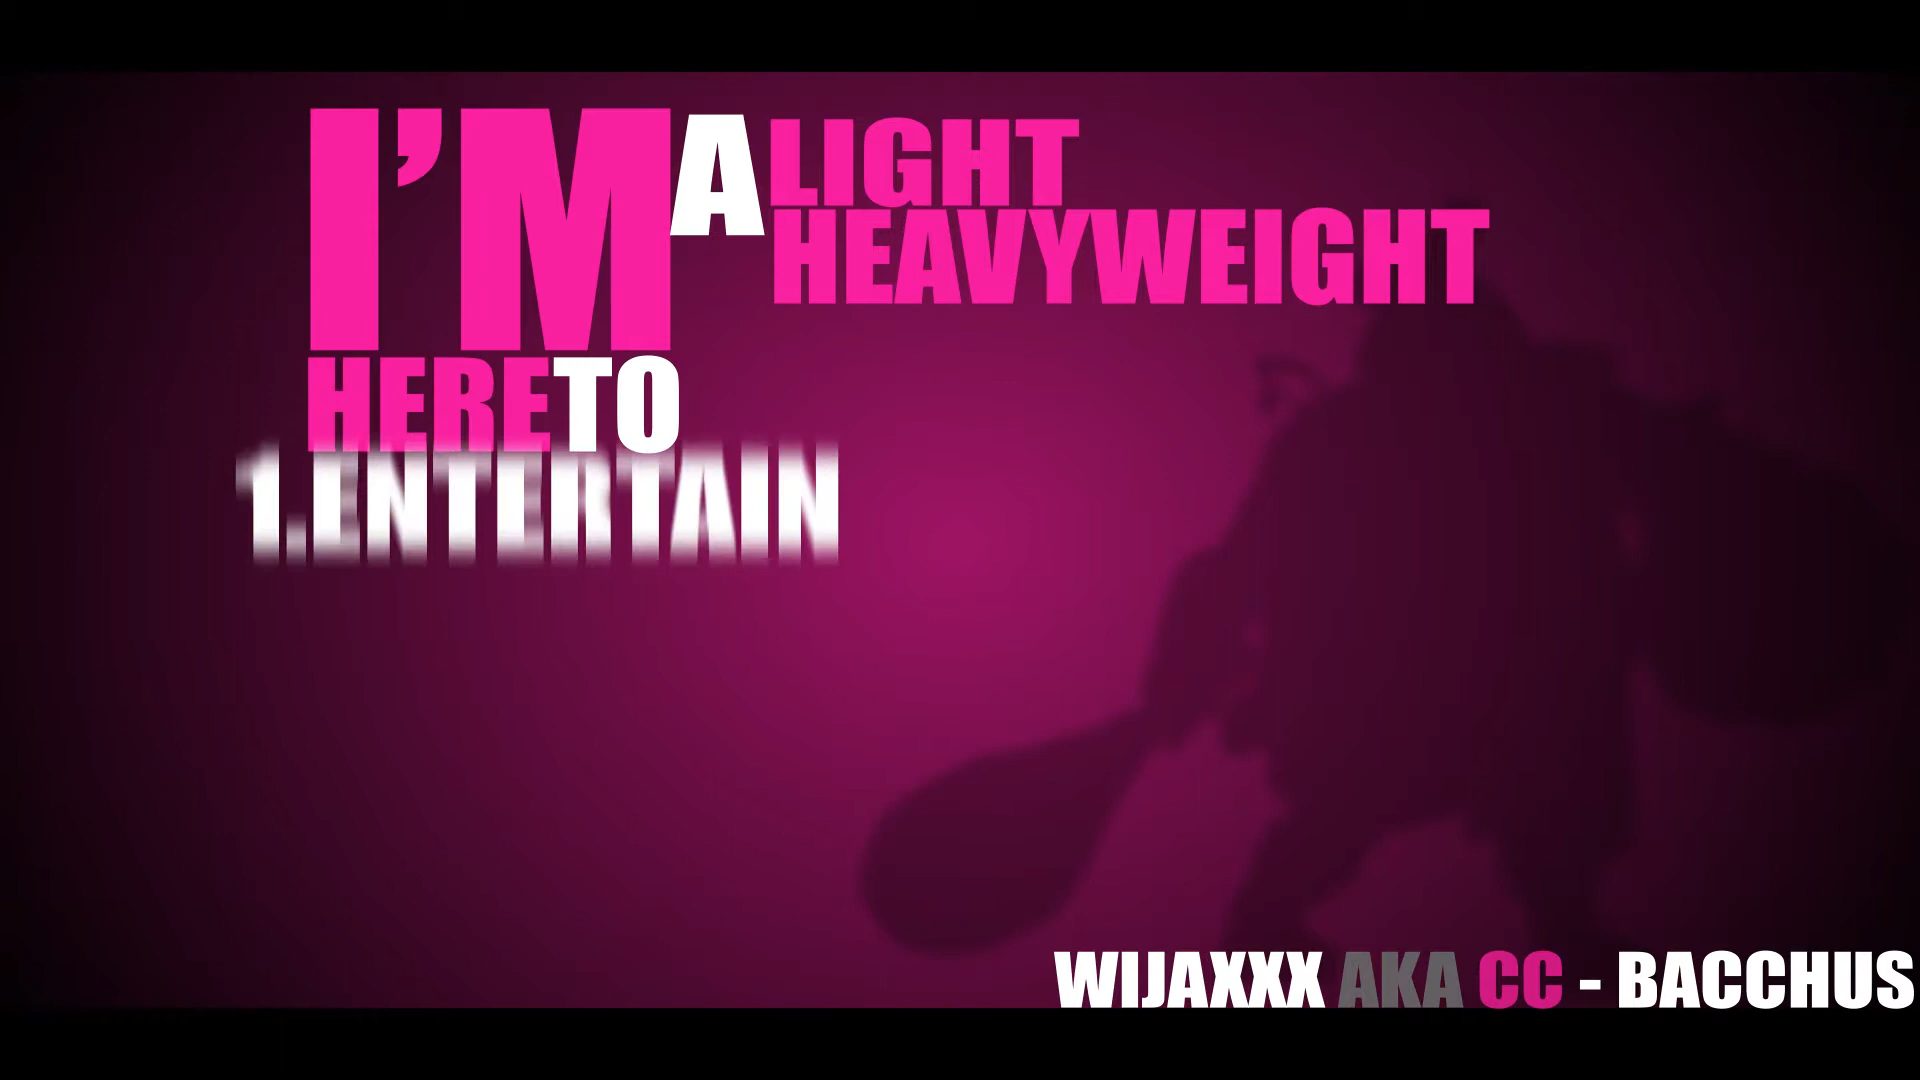 I'M A LIGHT
HEAVYWEIGHT
HERE TO
1.ENTERTAIN
WIJAXXX AKA CC - BACCHUS